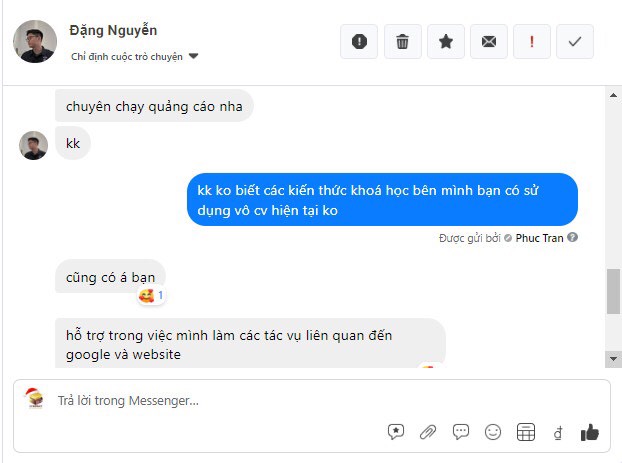 Đặng Nguyễn
Chỉ định cuộc trò chuyện
chuyên chạy quảng cáo nha
kk
kk ko biết các kiến thức khoá học bên mình bạn có sử
dụng vô cv hiện tại ko
Được gửi bởi Phuc Tran
cũng có á bạn
1
hỗ trợ trong việc mình làm các tác vụ liên quan đến
google và website
Trả lời trong Messenger...
đ